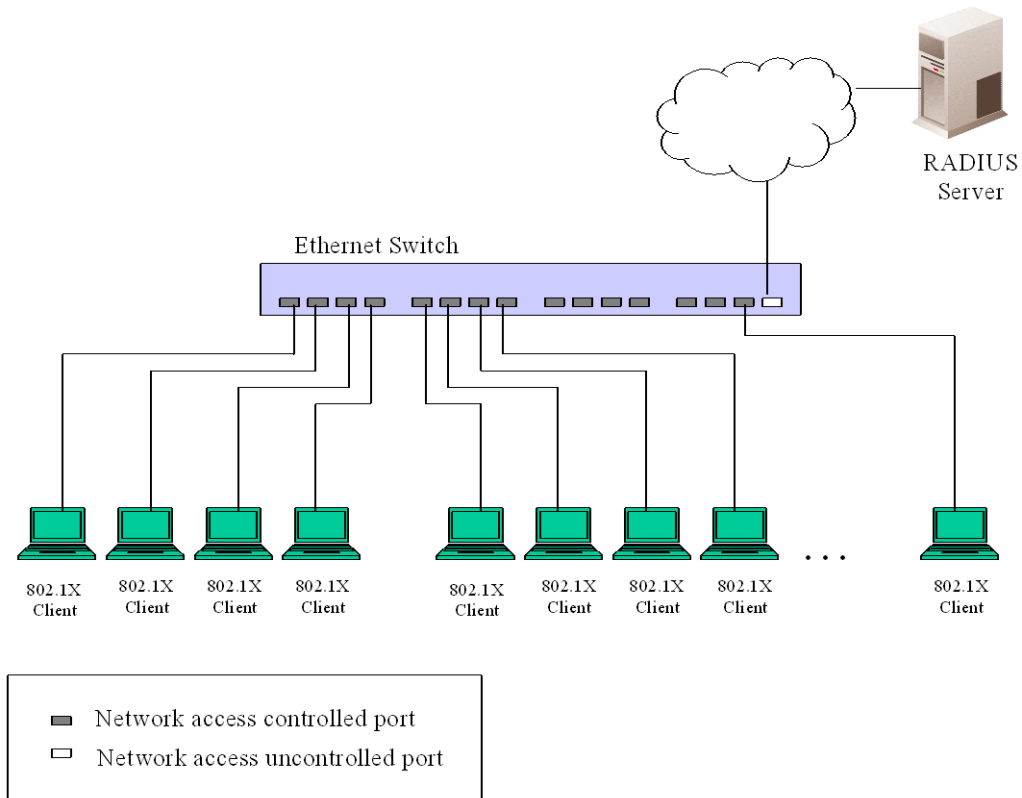 RADIUS
Server
Ethernet Switch
802.1X
Client
802.1X
Client
802.1X
Client
802.1X
Client
802.1X
Client
802.1X
Client
802.1X
Client
802.1X
Client
. . .
802.1X
Client
Network access controlled port
Network access uncontrolled port